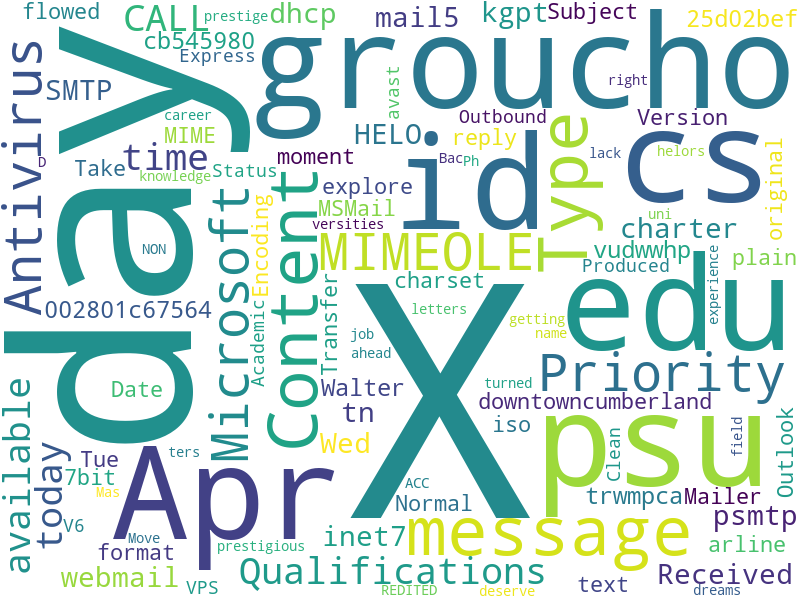 flowed
CALL
prestige
dhcp
mail5
kgpt
Subject
25d02bef
cb545980
Express
groucho
day
Antivirus
SMTP
career
MIME
avast
HELO
Outbound
right
Version
reply
cs
D
Take
time
Status
moment
Bac
Ph
id
Type
lack
helors
original
knowledge
explore
MSMail
versities
uni
charter
NON
Microsoft
Encoding
Content
MIMEOLE
vudwwhp
Produced
plain
002801c67564
Transfer
charset
edu
experience
letters
getting
name
Academic
job
ahead
X
Priority
Date
Walter
turned
available
tn
downtowncumberland
today
Apr
Wed
iso
psu
Clean
field
Outlook
Tue
ters
7bit
Mas
ACC
Normal
trwmpca
Mailer
V6
Move
inet7
message
psmtp
format
prestigious
arline
webmail
VPS
Qualifications
REDITED
deserve
text
Received
dreams